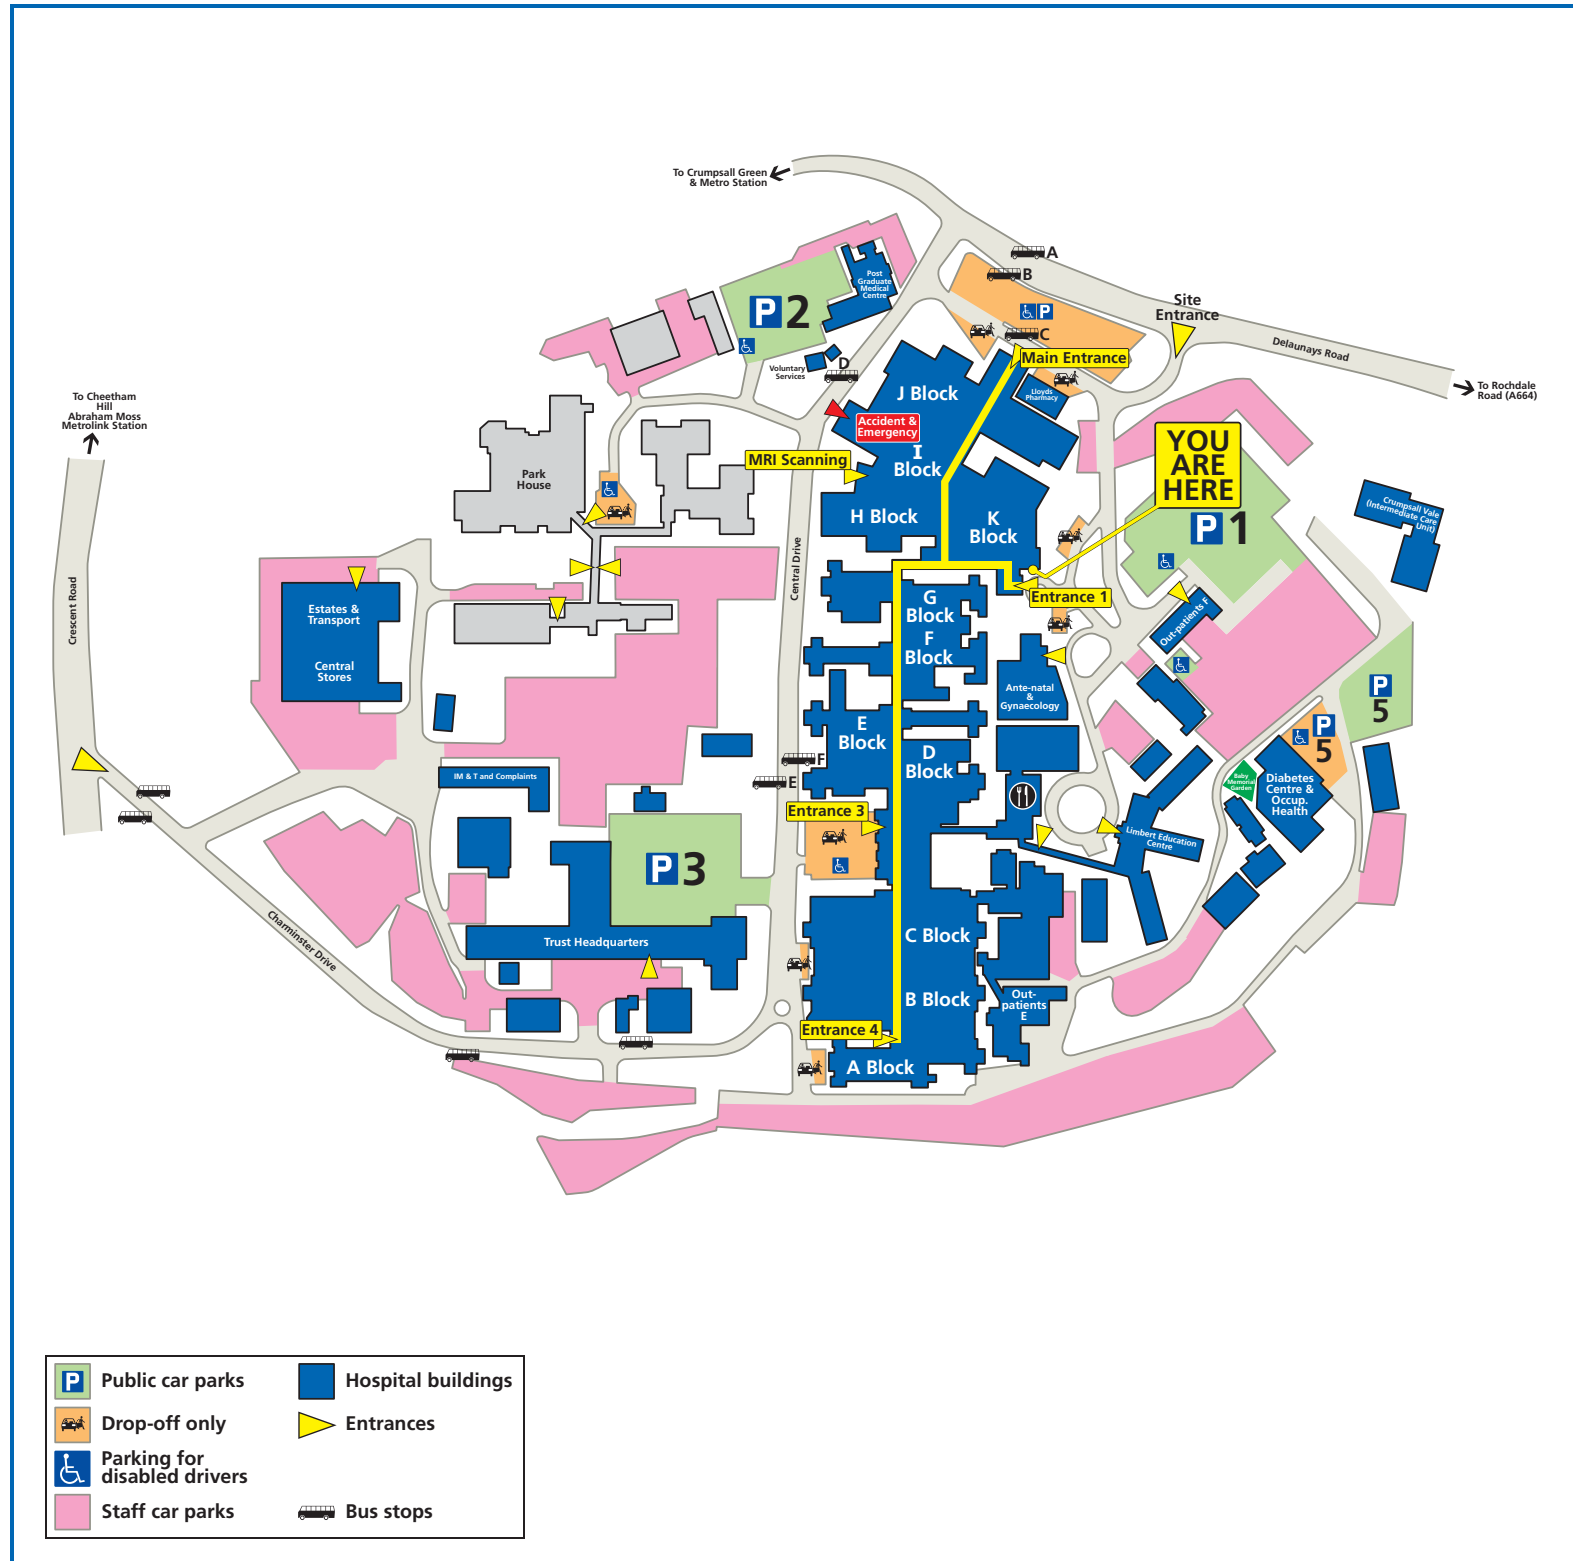 To Crumpsall Green
& Metro Station
A
B
Site
Entrance
Post
Graduate
Medical
Centre
P 2
P
C
Delaunays Road
Main Entrance
D
Voluntary
Services
To Rochdale
Road (A664)
J Block
Lloyds
Pharmacy
To Cheetham
Hill
Abraham Moss
Metrolink Station
Accident &
Emergency
YOU
ARE
HERE
I
Block
MRI Scanning
Park
House
H Block
K
Block
P 1
Crumpsall Vale
(Intermediate Care
Unit)
Central Drive
Crescent Road
Estates &
Transport
Central
Stores
G
Block
Entrance 1
Out-patients F
F
Block
Ante-natal
&
Gynaecology
P
5
E
Block
P
5
D
Block
F
E
IM & T and Complaints
Baby
Memorial
Garden
Diabetes
Centre &
Occup.
Health
Entrance 3
Limbert Education
Centre
P 3
Charminster Drive
Trust Headquarters
C Block
B Block
Out-
patients
E
Entrance 4
A Block
P Public car parks
Hospital buildings
Drop-off only
Entrances
Parking for
disabled drivers
Staff car parks
Bus stops